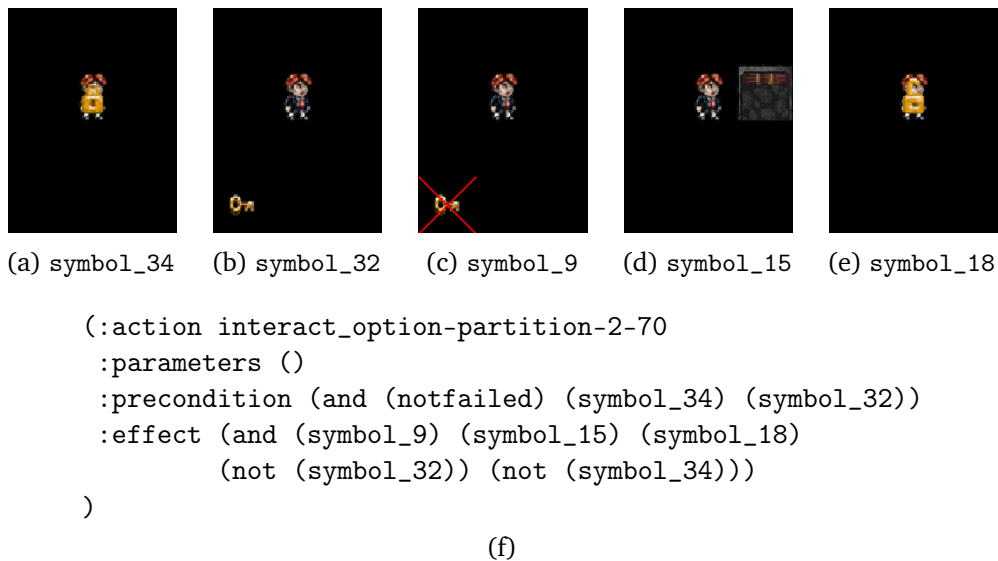 (a) symbol_34 (b) symbol_32 (c) symbol_9 (d) symbol_15 (e) symbol_18
(:action interact_option-partition-2-70
:parameters ()
:precondition (and (notfailed) (symbol_34) (symbol_32))
:effect (and (symbol_9) (symbol_15) (symbol_18)
(not (symbol_32)) (not (symbol_34)))
)
(f)